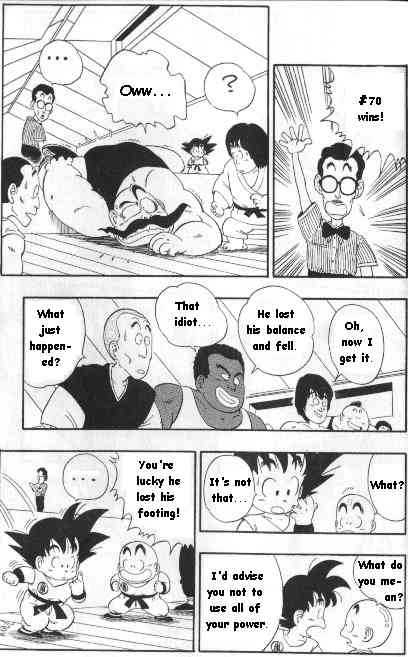 ...
Oww...
?
#70
wins!
What
just
happen-
ed?
That
idiot...
He lost
his balance
and fell.
Oh,
now I
get it.
...
You're
lucky he
lost his
footing!
It's not
that...
What?
I'd advise
you not to
use all of
your power.
What do
you me-
an?